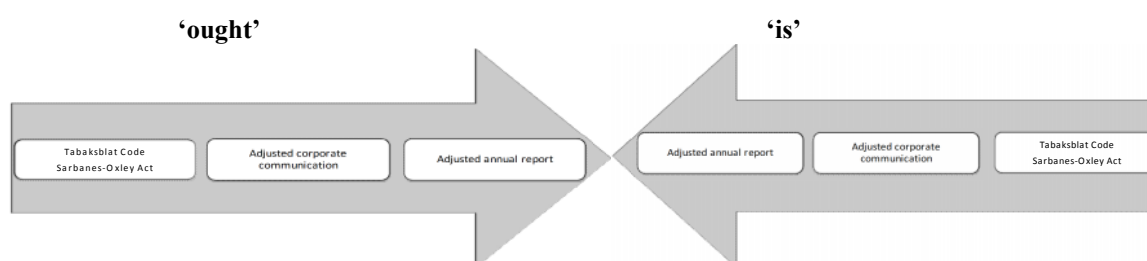 ‘ought’
‘is’
Tabaksblat Code
Sarbanes-Oxley Act
Adjusted corporate
communication
Adjusted annual report
Adjusted annual report
Adjusted corporate
communication
Tabaksblat Code
Sarbanes-Oxley Act